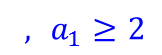 , a₁ ≥ 2